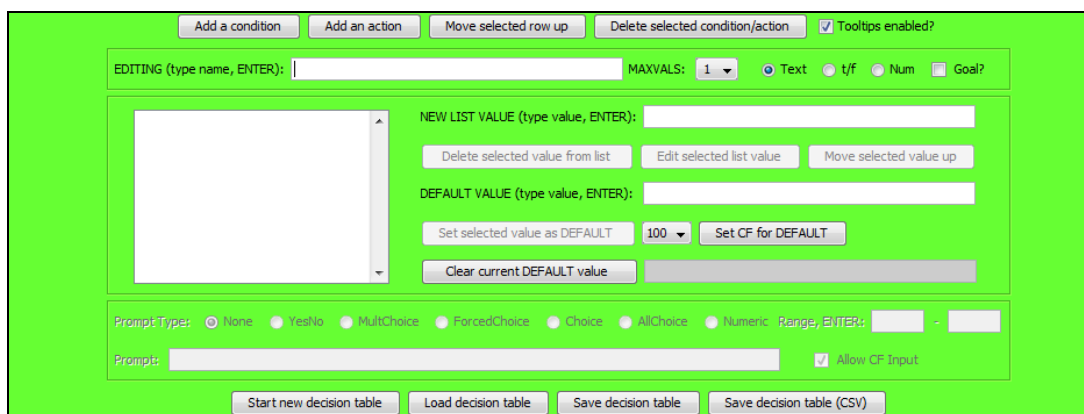 Add a condition Add an action Move selected row up Delete selected condition/action Tooltips enabled?
EDITING (type name, ENTER): MAXVALS: 1 Text t/f Num Goal?
NEW LIST VALUE (type value, ENTER):
Delete selected value from list Edit selected list value Move selected value up
DEFAULT VALUE (type value, ENTER):
Set selected value as DEFAULT 100 Set CF for DEFAULT
Clear current DEFAULT value
Prompt Type: None YesNo MultChoice ForcedChoice Choice AllChoice Numeric Range, ENTER: -
Prompt: Allow CF Input
Start new decision table Load decision table Save decision table Save decision table (CSV)